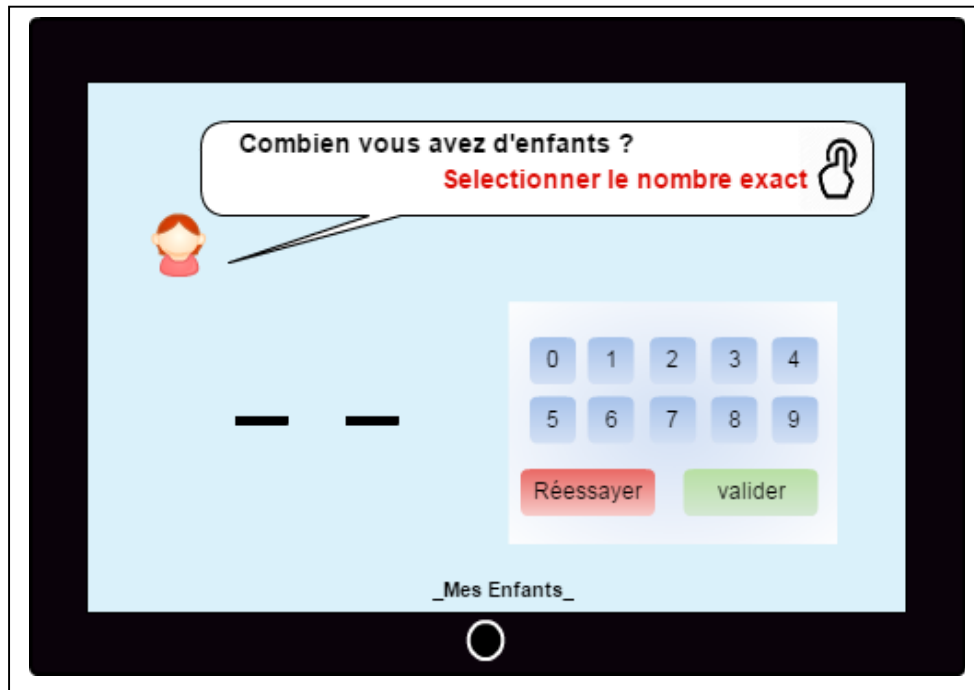 Combien vous avez d'enfants ?
Selectionner le nombre exact
0 1 2 3 4
5 6 7 8 9
Réessayer valider
_Mes Enfants_